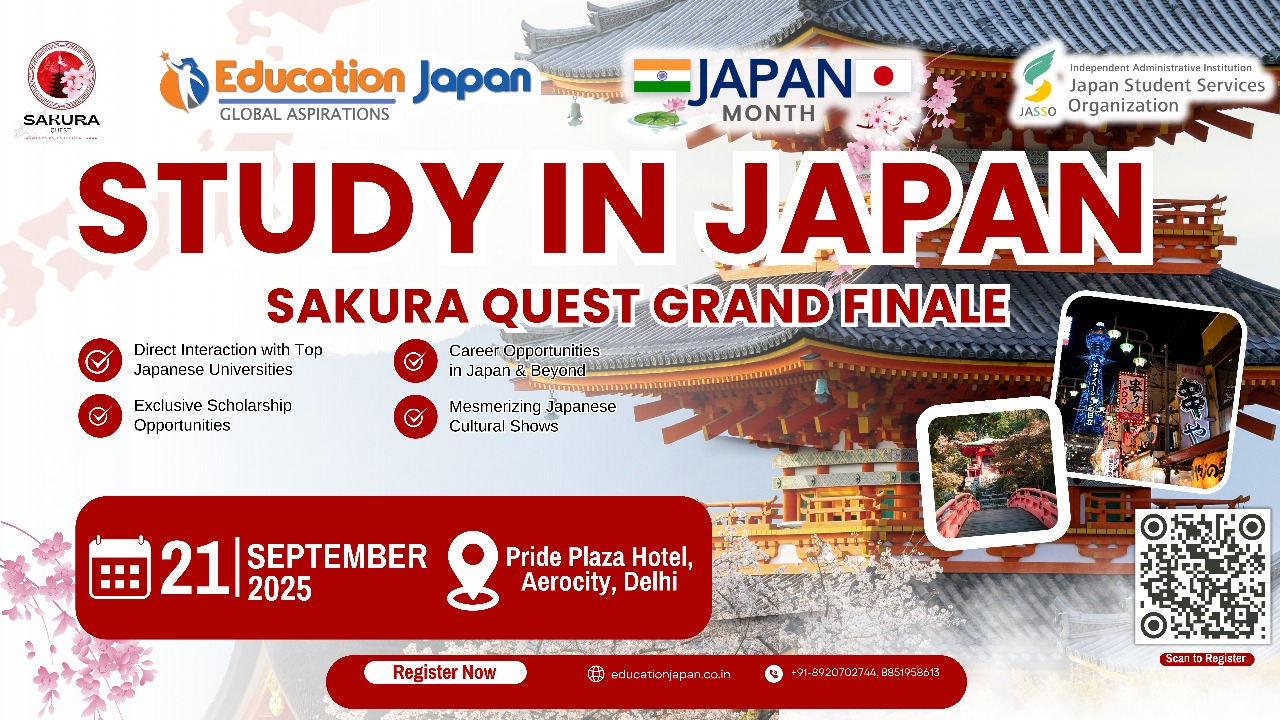 SAKURA
QUEST
Education Japan
GLOBAL ASPIRATIONS
JAPAN
MONTH
JASSO
Independent Administrative Institution
Japan Student Services
Organization
STUDY IN JAPAN
SAKURA QUEST GRAND FINALE
Direct Interaction with Top
Japanese Universities
Career Opportunities
in Japan & Beyond
Exclusive Scholarship
Opportunities
Mesmerizing Japanese
Cultural Shows
21
SEPTEMBER
2025
Pride Plaza Hotel,
Aerocity, Delhi
Scan to Register
Register Now
educationjapan.co.in
+91-8920702744, 8851958613